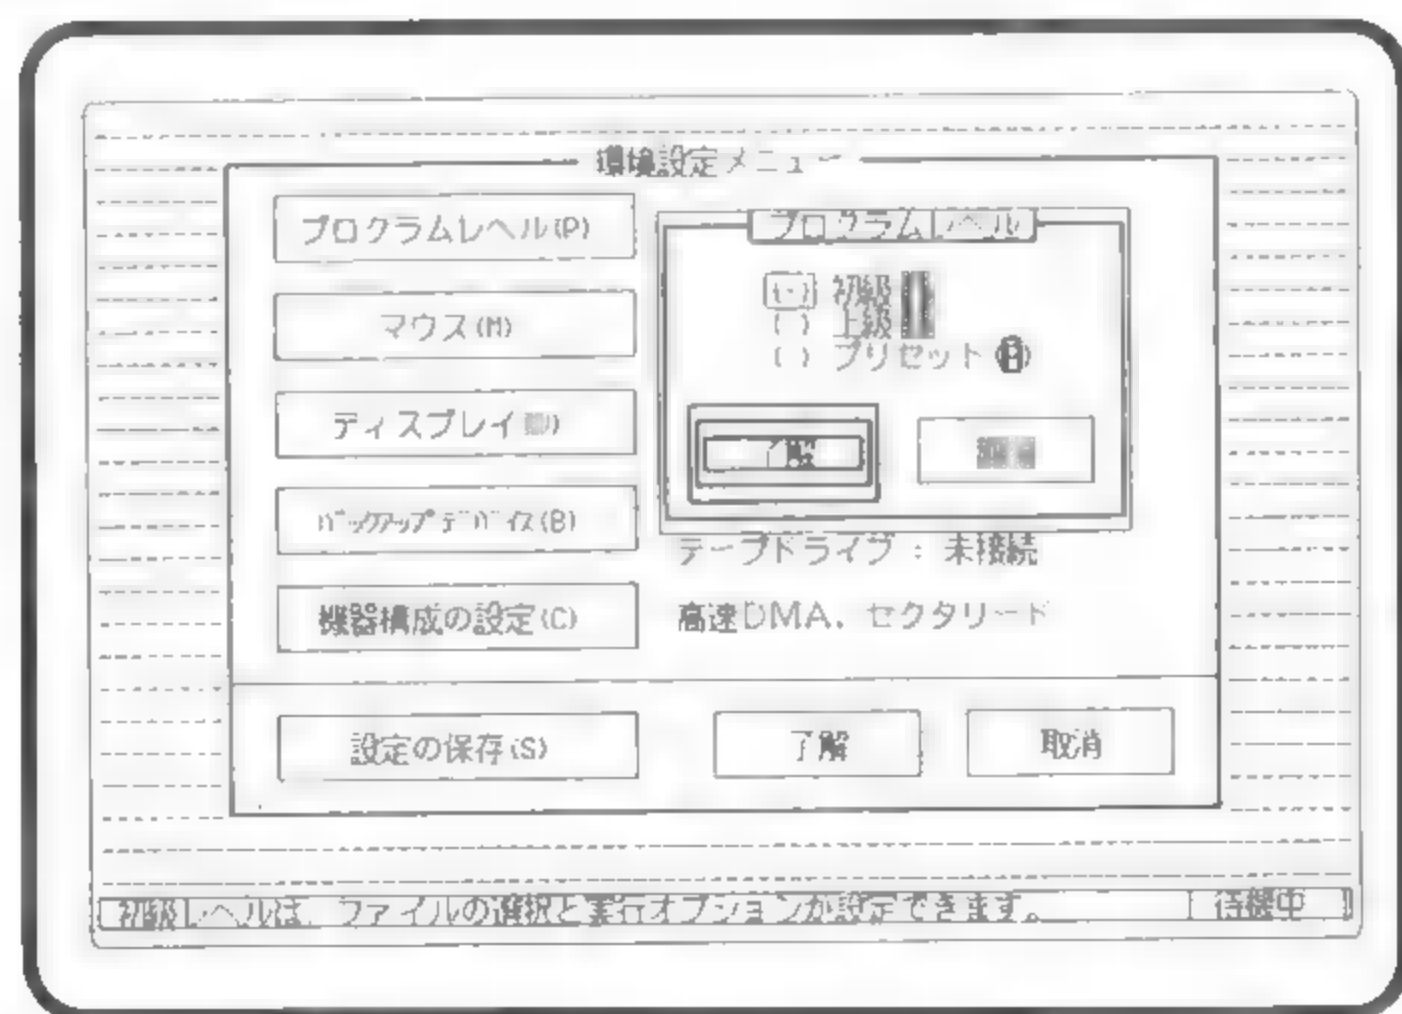 環境設定メニュー
プログラムレベル(P)
プログラムレベル
(・) 初級
( ) 上級
( ) プリセット
マウス(M)
ディスプレイ
了解
バックアップデバイス(B)
テープドライブ：未接続
機器構成の設定(C)
高速DMA、セクタリード
設定の保存(S)
了解
取消
初級レベルは、ファイルの選択と実行オプションが設定できます。
待機中